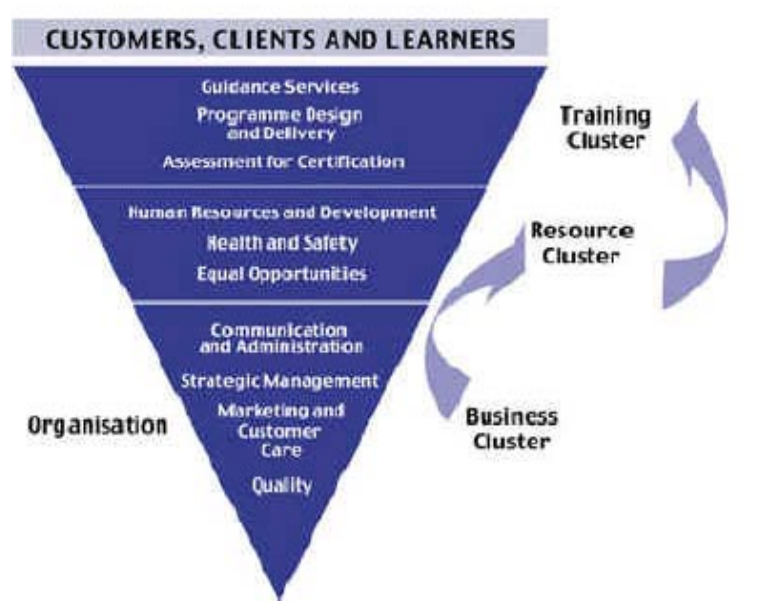 CUSTOMERS, CLIENTS AND LEARNERS
Guidance Services
Programme Design
and Delivery
Assessment for Certification
Training
Cluster
Human Resources and Development
Health and Safety
Equal Opportunities
Resource
Cluster
Communication
and Administration
Strategic Management
Marketing and
Customer
Care
Quality
Organisation
Business
Cluster